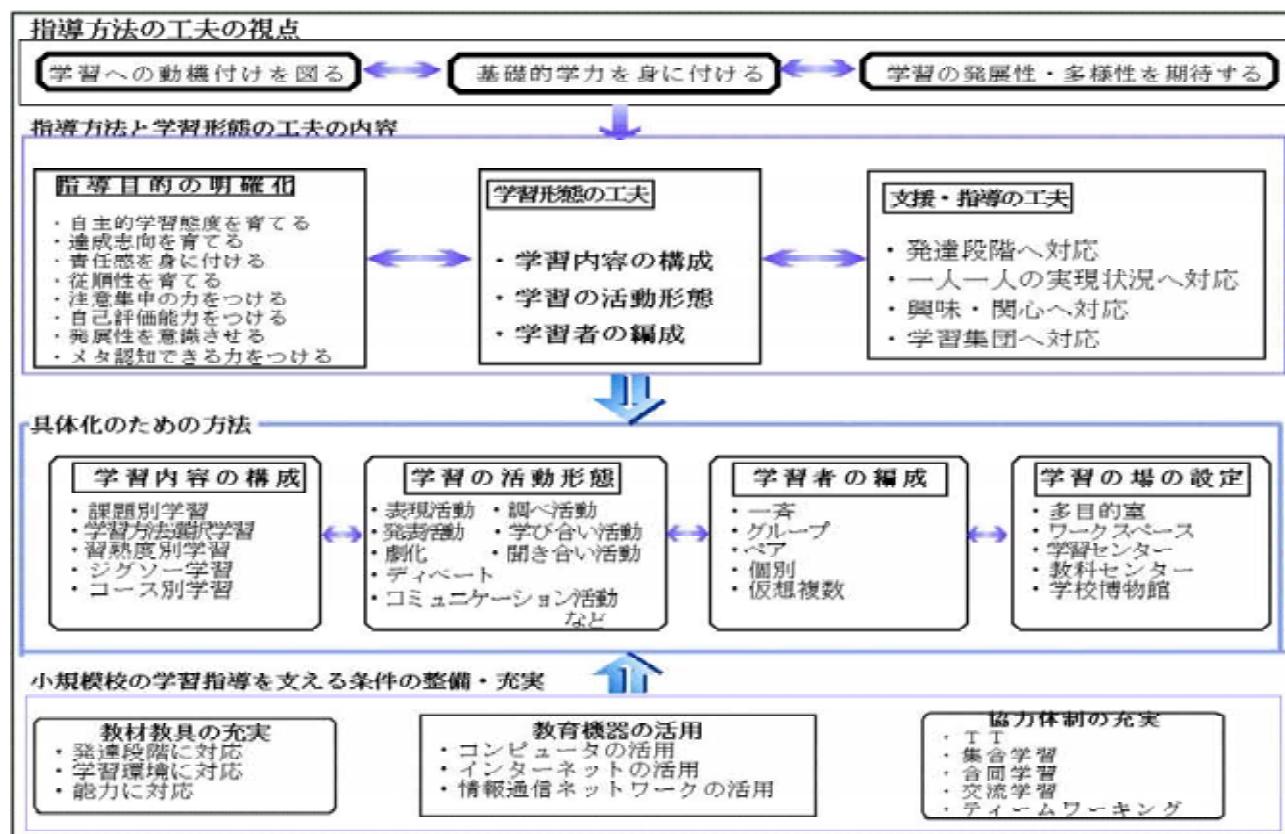 指導方法の工夫の視点
学習への動機付けを図る
基礎的学力を身に付ける
学習の発展性・多様性を期待する
指導方法と学習形態の工夫の内容
指導目的の明確化
・自主的学習態度を育てる
・達成志向を育てる
・責任感を身に付ける
・従順性を育てる
・注意集中の力をつける
・自己評価能力をつける
・発展性を意識させる
・メタ認知できる力をつける
学習形態の工夫
・学習内容の構成
・学習の活動形態
・学習者の編成
支援・指導の工夫
・発達段階へ対応
・一人一人の実現状況へ対応
・興味・関心へ対応
・学習集団へ対応
具体化のための方法
学習内容の構成
・課題別学習
・学習方法選択学習
・習熟度別学習
・ジグソー学習
・コース別学習
学習の活動形態
・表現活動 ・調べ活動
・発表活動 ・学び合い活動
・劇化 ・聞き合い活動
・ディベート
・コミュニケーション活動
など
学習者の編成
・一斉
・グループ
・ペア
・個別
・仮想複数
学習の場の設定
・多目的室
・ワークスペース
・学習センター
・教科センター
・学校博物館
小規模校の学習指導を支える条件の整備・充実
教材教具の充実
・発達段階に対応
・学習環境に対応
・能力に対応
教育機器の活用
・コンピュータの活用
・インターネットの活用
・情報通信ネットワークの活用
協力体制の充実
・TT
・集合学習
・合同学習
・交流学習
・ティームワーキング